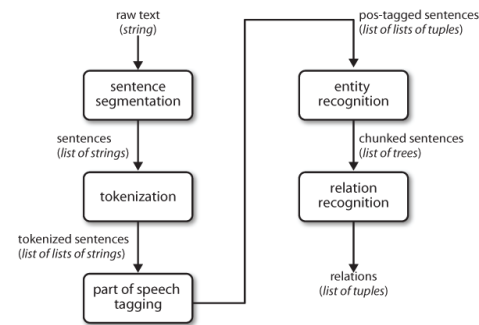 raw text
(string)
sentence
segmentation
sentences
(list of strings)
tokenization
tokenized sentences
(list of lists of strings)
part of speech
tagging
pos-tagged sentences
(list of lists of tuples)
entity
recognition
chunked sentences
(list of trees)
relation
recognition
relations
(list of tuples)